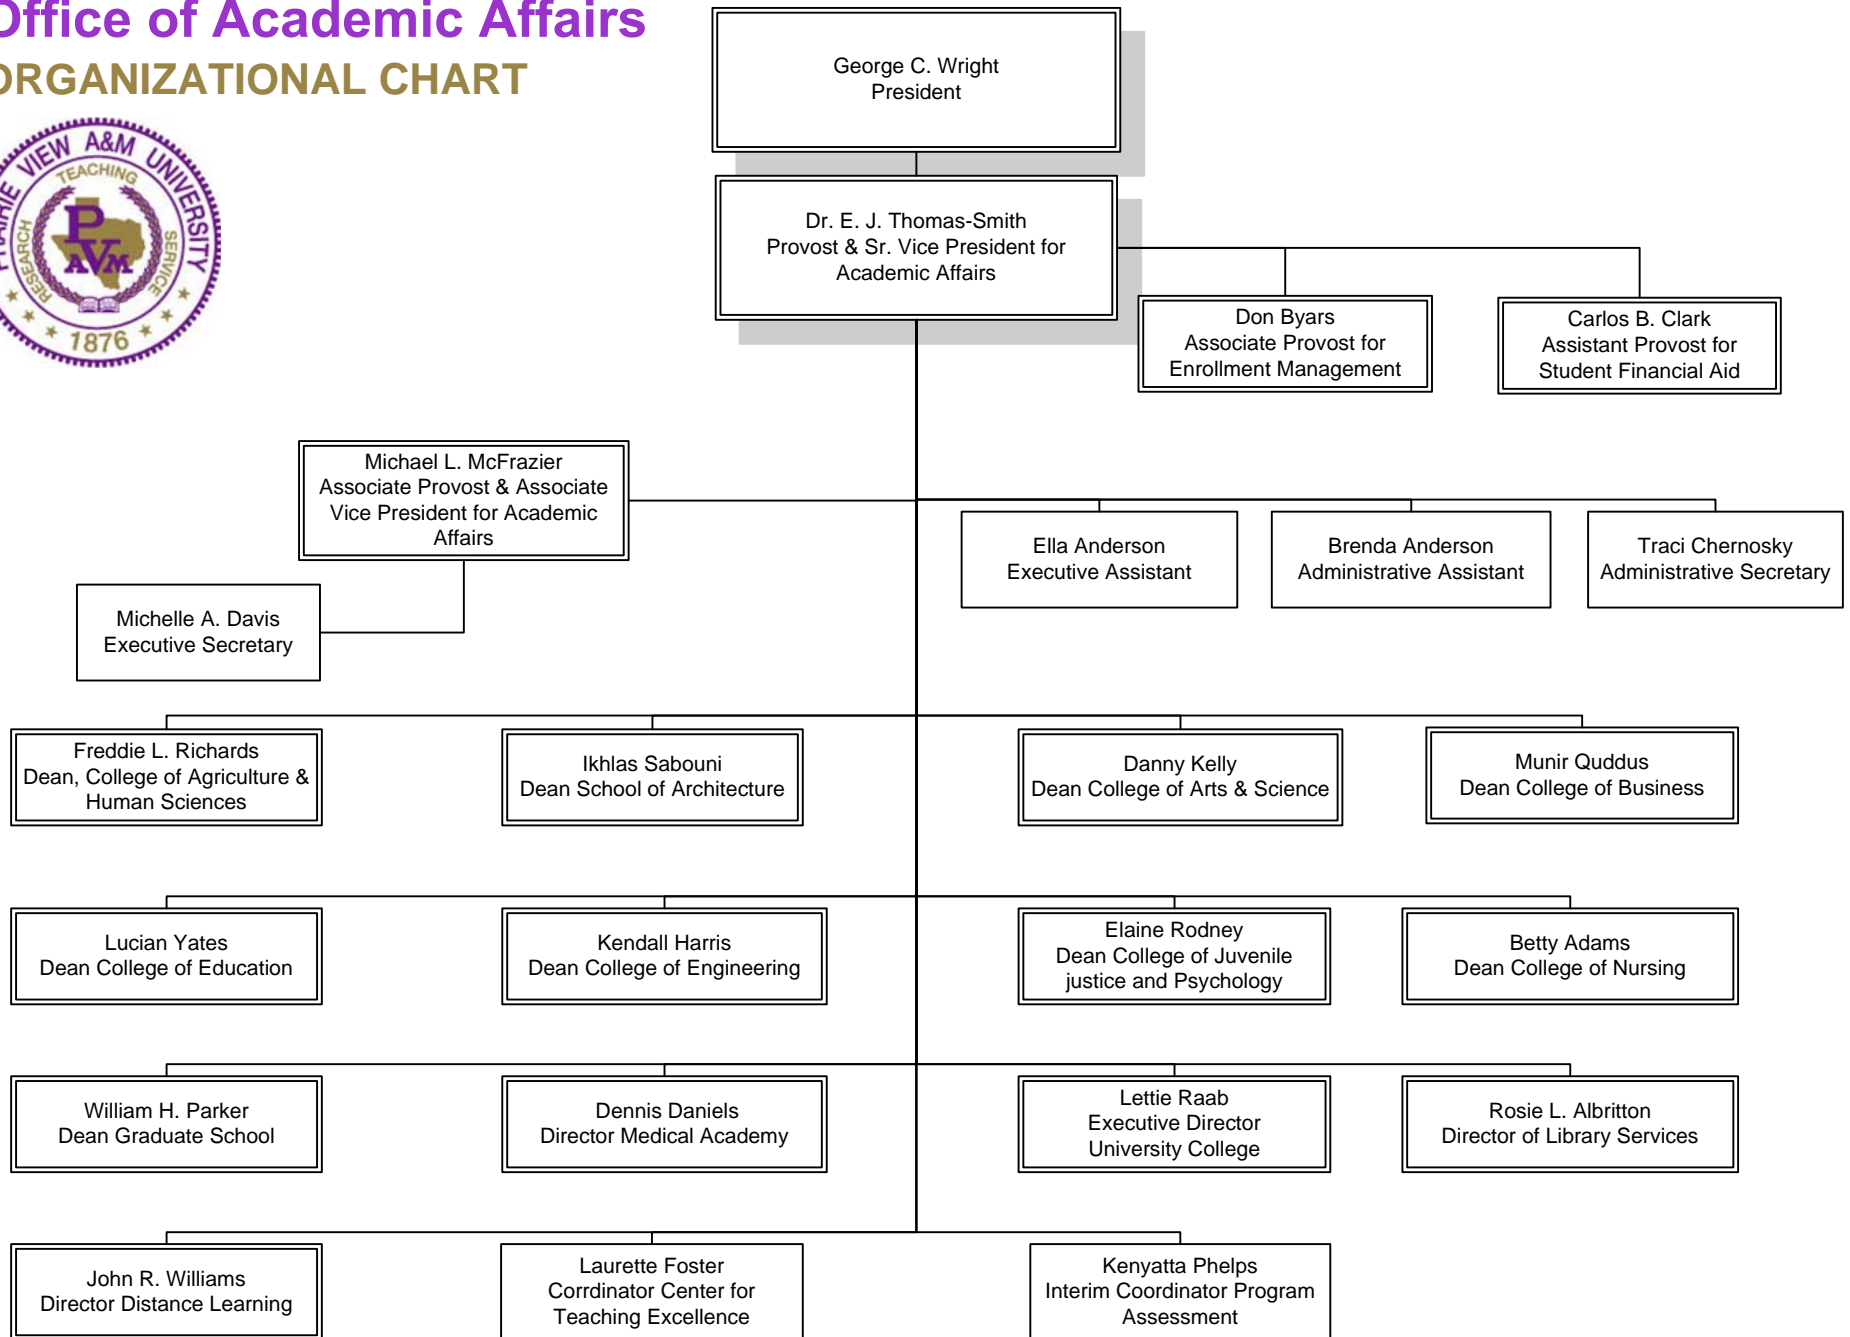 Office of Academic Affairs
ORGANIZATIONAL CHART
PRAIRIE VIEW A&M UNIVERSITY
TEACHING
RESEARCH
SERVICE
P
AVM
1876
George C. Wright
President
Dr. E. J. Thomas-Smith
Provost & Sr. Vice President for
Academic Affairs
Don Byars
Associate Provost for
Enrollment Management
Carlos B. Clark
Assistant Provost for
Student Financial Aid
Michael L. McFrazier
Associate Provost & Associate
Vice President for Academic
Affairs
Ella Anderson
Executive Assistant
Brenda Anderson
Administrative Assistant
Traci Chernosky
Administrative Secretary
Michelle A. Davis
Executive Secretary
Freddie L. Richards
Dean, College of Agriculture &
Human Sciences
Ikhlas Sabouni
Dean School of Architecture
Danny Kelly
Dean College of Arts & Science
Munir Quddus
Dean College of Business
Lucian Yates
Dean College of Education
Kendall Harris
Dean College of Engineering
Elaine Rodney
Dean College of Juvenile
justice and Psychology
Betty Adams
Dean College of Nursing
William H. Parker
Dean Graduate School
Dennis Daniels
Director Medical Academy
Lettie Raab
Executive Director
University College
Rosie L. Albritton
Director of Library Services
John R. Williams
Director Distance Learning
Laurette Foster
Corrdinator Center for
Teaching Excellence
Kenyatta Phelps
Interim Coordinator Program
Assessment